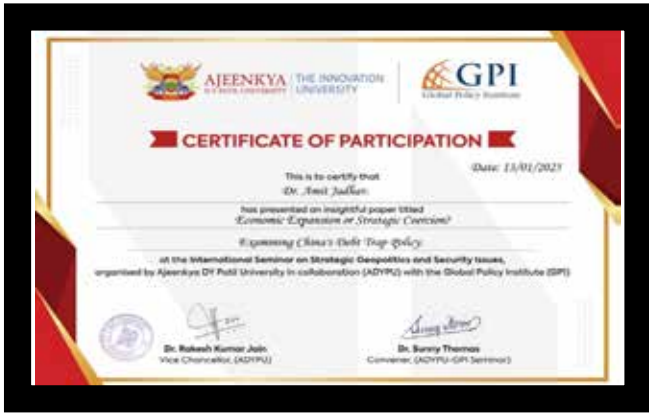 AJEENKYA
D Y PATIL UNIVERSITY
THE INNOVATION
UNIVERSITY
GPI
Global Policy Institute
CERTIFICATE OF PARTICIPATION
Date: 13/01/2025
This is to certify that
Dr. Amit Jadhav.
has presented an insightful paper titled
Economic Expansion or Strategic Coercion?
Examining China's Debt Trap Policy
at the International Seminar on Strategic Geopolitics and Security Issues,
organised by Ajeenkya DY Patil University in collaboration (ADYPU) with the Global Policy Institute (GPI)
Dr. Rakesh Kumar Jain
Vice Chancellor, (ADYPU)
Dr. Sunny Thomas
Convener, (ADYPU-GPI Seminar)